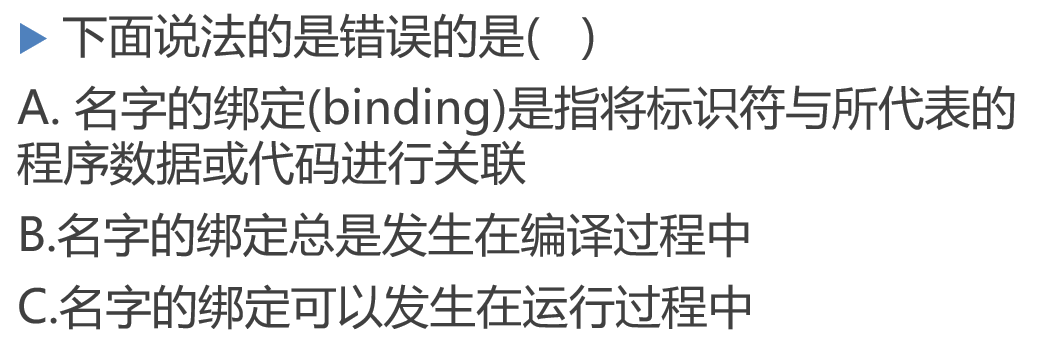 ▶ 下面说法的是错误的是(   )
A. 名字的绑定(binding)是指将标识符与所代表的
程序数据或代码进行关联
B.名字的绑定总是发生在编译过程中
C.名字的绑定可以发生在运行过程中